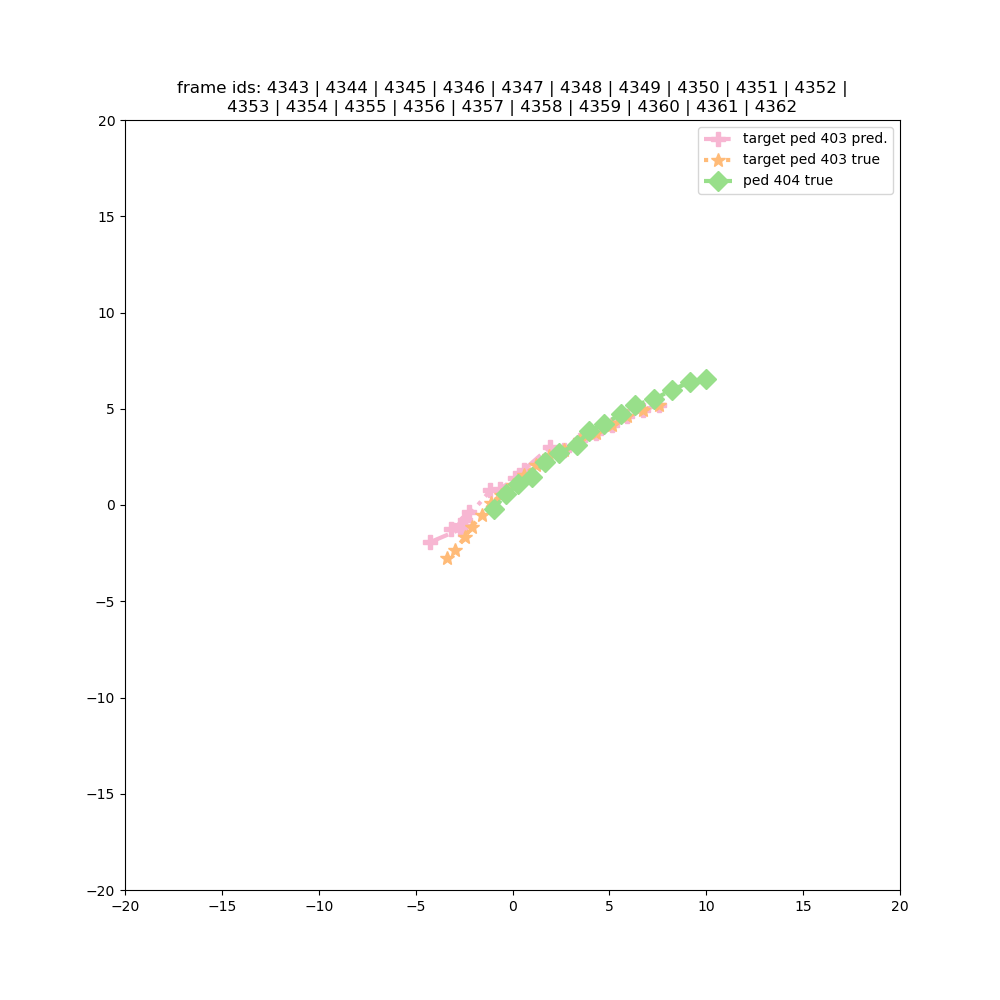 frame ids: 4343 | 4344 | 4345 | 4346 | 4347 | 4348 | 4349 | 4350 | 4351 | 4352 |
4353 | 4354 | 4355 | 4356 | 4357 | 4358 | 4359 | 4360 | 4361 | 4362
target ped 403 pred.
target ped 403 true
ped 404 true
20
15
10
5
0
−5
−10
−15
−20
−20 −15 −10 −5 0 5 10 15 20